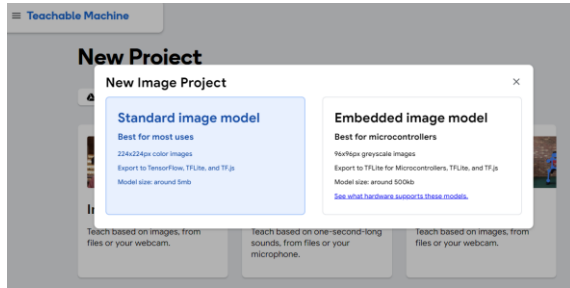 Teachable Machine
New Project
New Image Project
Standard image model
Best for most uses
224x224px color images
Export to TensorFlow, TFLite, and TF.js
Model size: around 5mb
Embedded image model
Best for microcontrollers
96x96px greyscale images
Export to TFLite for Microcontrollers, TFLite, and TF.js
Model size: around 500kb
See what hardware supports these models.
Teach based on images, from
files or your webcam.
Teach based on one-second-long
sounds, from files or your
microphone.
Teach based on images, from
files or your webcam.